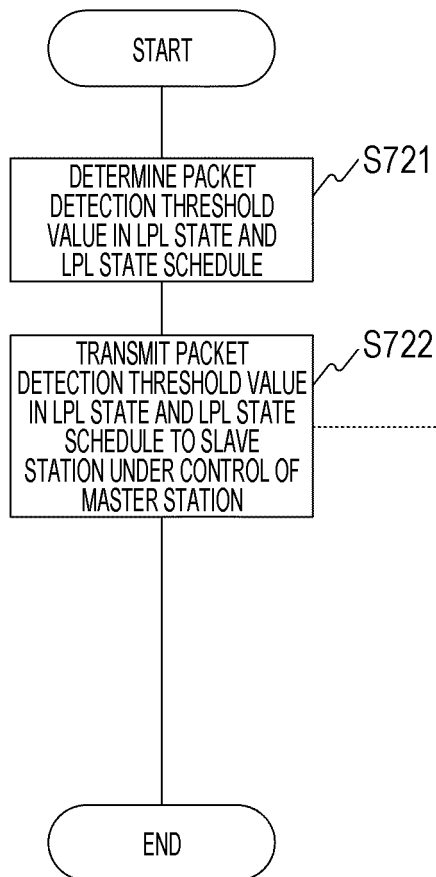 START
S721
DETERMINE PACKET
DETECTION THRESHOLD
VALUE IN LPL STATE AND
LPL STATE SCHEDULE
S722
TRANSMIT PACKET
DETECTION THRESHOLD VALUE
IN LPL STATE AND LPL STATE
SCHEDULE TO SLAVE
STATION UNDER CONTROL OF
MASTER STATION
END